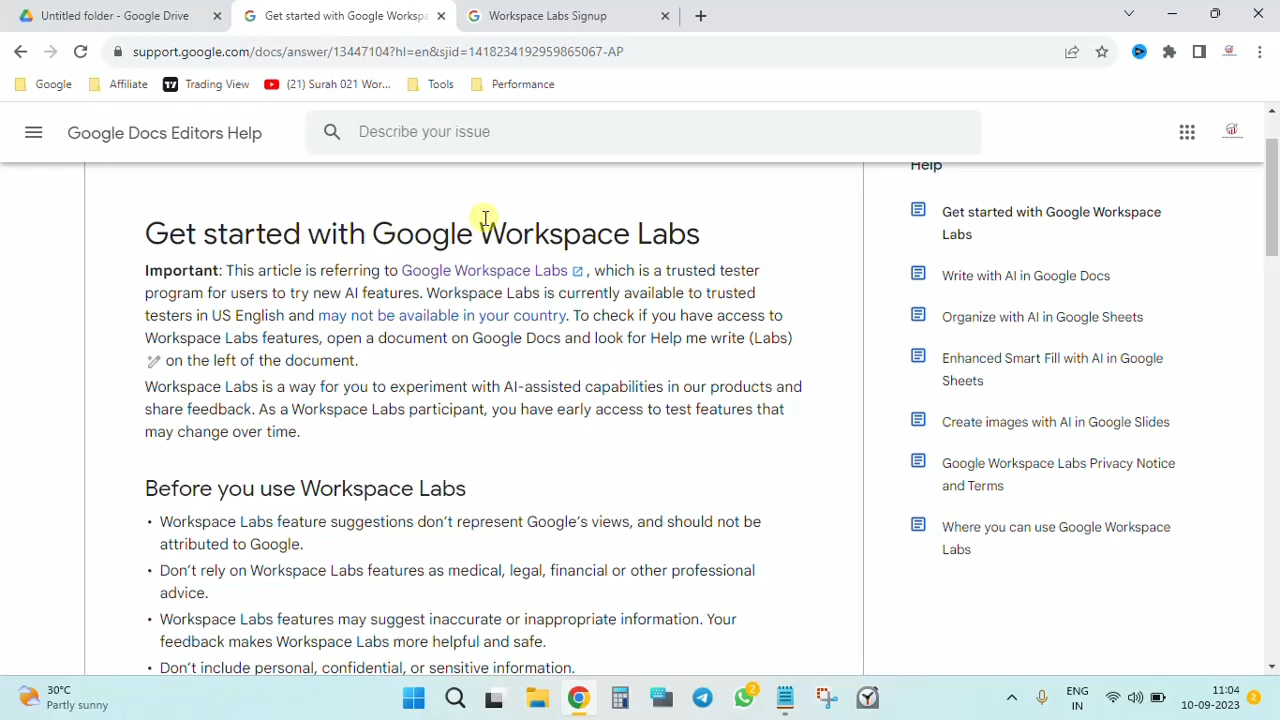 Untitled folder - Google Drive
Get started with Google Workspa
Workspace Labs Signup
support.google.com/docs/answer/13447104?hl=en&sjid=1418234192959865067-AP
Google
Affiliate
Trading View
(21) Surah 021 Wor...
Tools
Performance
Google Docs Editors Help
Describe your issue
Help
Get started with Google Workspace Labs
Important: This article is referring to Google Workspace Labs , which is a trusted tester
program for users to try new AI features. Workspace Labs is currently available to trusted
testers in US English and may not be available in your country. To check if you have access to
Workspace Labs features, open a document on Google Docs and look for Help me write (Labs)
on the left of the document.
Workspace Labs is a way for you to experiment with AI-assisted capabilities in our products and
share feedback. As a Workspace Labs participant, you have early access to test features that
may change over time.
Before you use Workspace Labs
• Workspace Labs feature suggestions don't represent Google's views, and should not be
attributed to Google.
• Don't rely on Workspace Labs features as medical, legal, financial or other professional
advice.
• Workspace Labs features may suggest inaccurate or inappropriate information. Your
feedback makes Workspace Labs more helpful and safe.
• Don't include personal, confidential, or sensitive information.
Get started with Google Workspace
Labs
Write with AI in Google Docs
Organize with AI in Google Sheets
Enhanced Smart Fill with AI in Google
Sheets
Create images with AI in Google Slides
Google Workspace Labs Privacy Notice
and Terms
Where you can use Google Workspace
Labs
30°C
Partly sunny
2
ENG
IN
11:04
10-09-2023
2